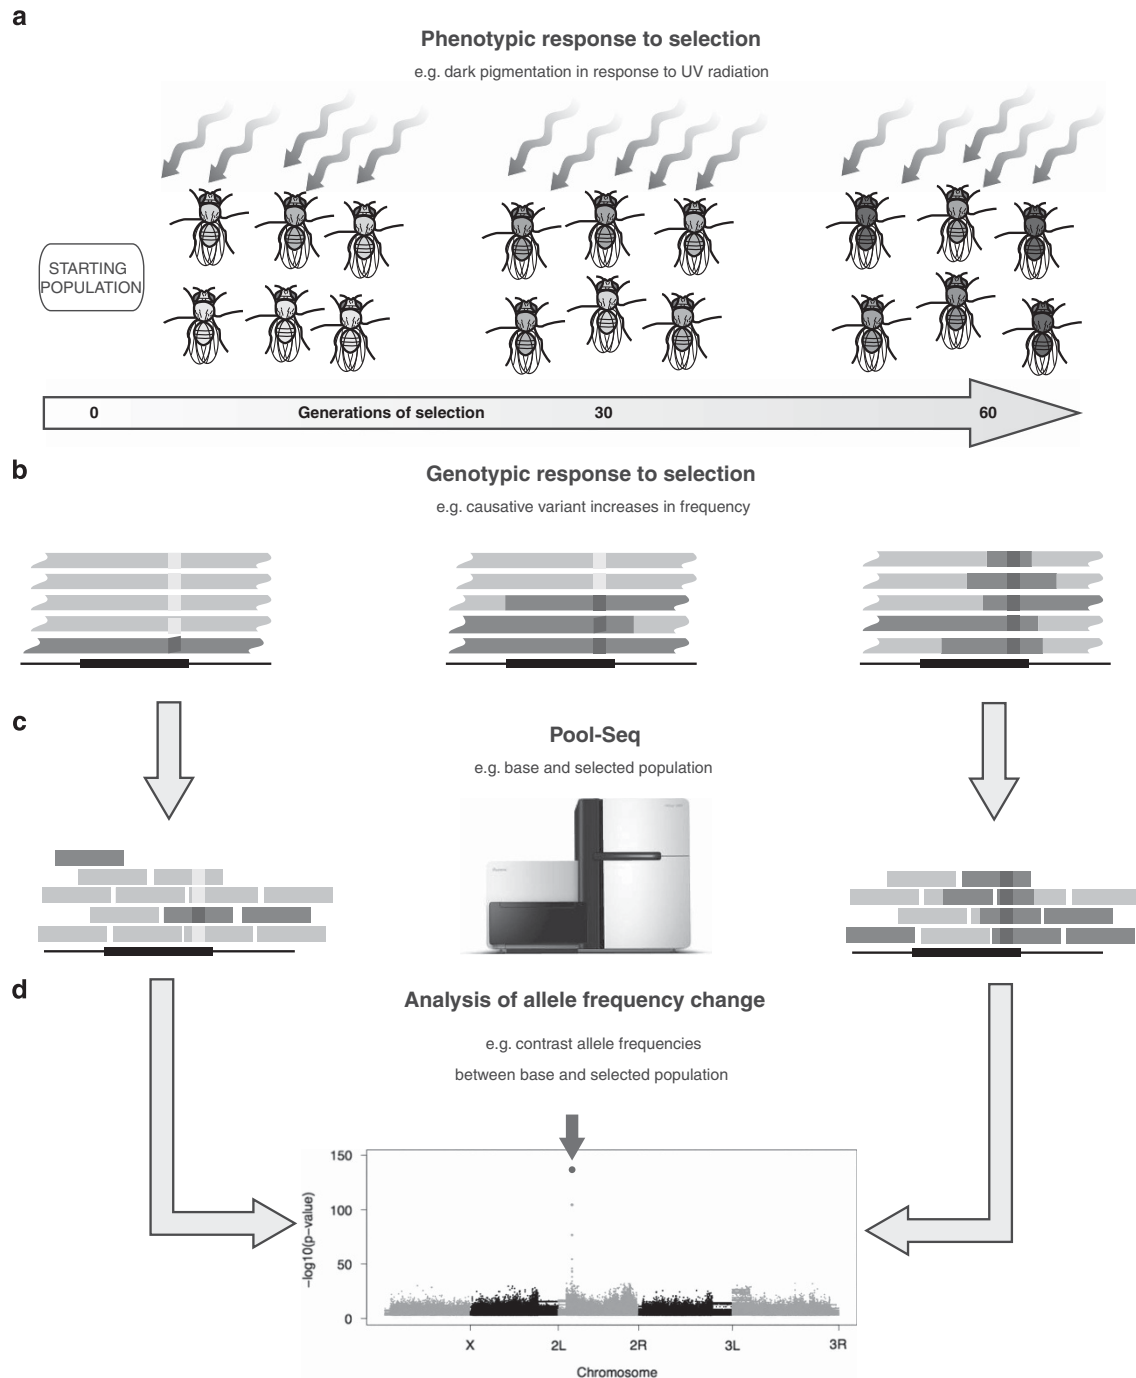 a
Phenotypic response to selection
e.g. dark pigmentation in response to UV radiation
STARTING
POPULATION
0
Generations of selection
30
60
b
Genotypic response to selection
e.g. causative variant increases in frequency
c
Pool-Seq
e.g. base and selected population
d
Analysis of allele frequency change
e.g. contrast allele frequencies
between base and selected population
−log10(p−value)
150
100
50
0
X
2L
2R
3L
3R
Chromosome